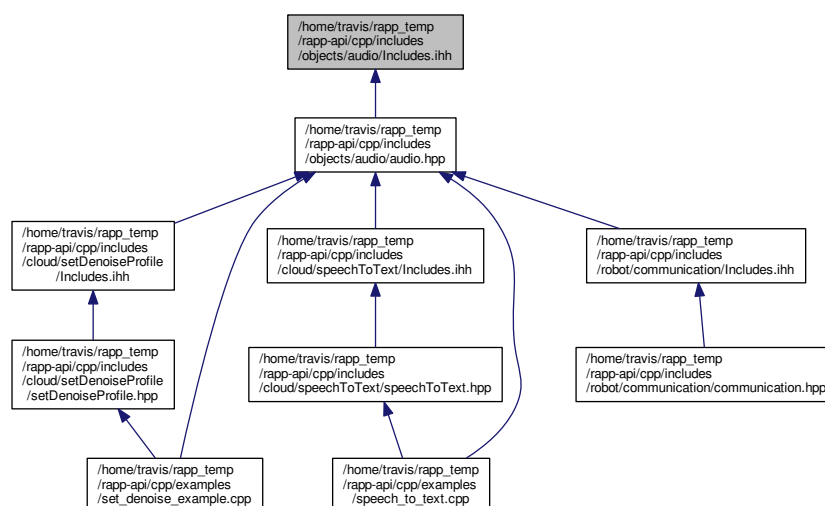 /home/travis/rapp_temp
/rapp-api/cpp/includes
/objects/audio/Includes.ihh
/home/travis/rapp_temp
/rapp-api/cpp/includes
/objects/audio/audio.hpp
/home/travis/rapp_temp
/rapp-api/cpp/includes
/cloud/setDenoiseProfile
/Includes.ihh
/home/travis/rapp_temp
/rapp-api/cpp/includes
/cloud/speechToText/Includes.ihh
/home/travis/rapp_temp
/rapp-api/cpp/includes
/robot/communication/Includes.ihh
/home/travis/rapp_temp
/rapp-api/cpp/includes
/cloud/setDenoiseProfile
/setDenoiseProfile.hpp
/home/travis/rapp_temp
/rapp-api/cpp/includes
/cloud/speechToText/speechToText.hpp
/home/travis/rapp_temp
/rapp-api/cpp/includes
/robot/communication/communication.hpp
/home/travis/rapp_temp
/rapp-api/cpp/examples
/set_denoise_example.cpp
/home/travis/rapp_temp
/rapp-api/cpp/examples
/speech_to_text.cpp